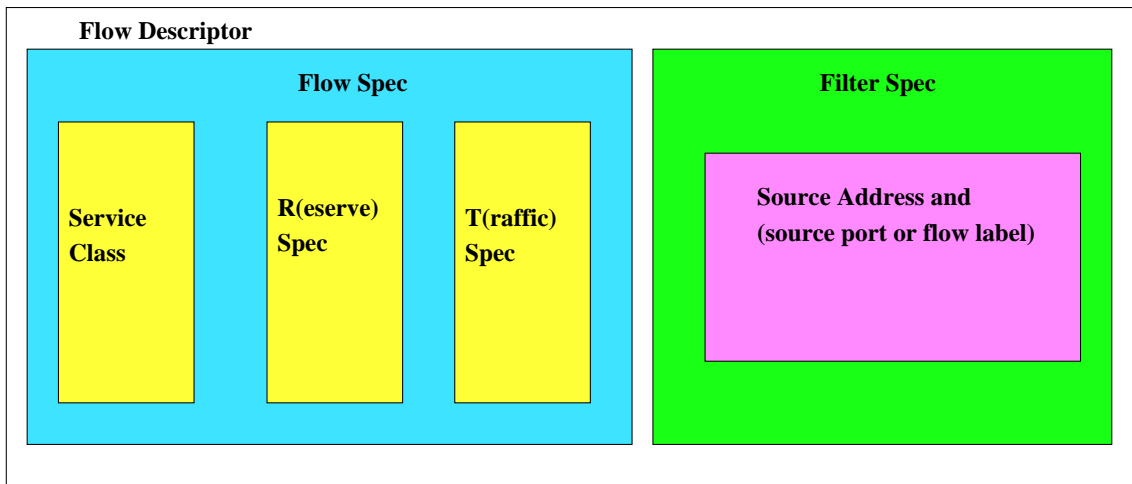 Flow Descriptor
Flow Spec
Service
Class
R(eserve)
Spec
T(raffic)
Spec
Filter Spec
Source Address and
(source port or flow label)